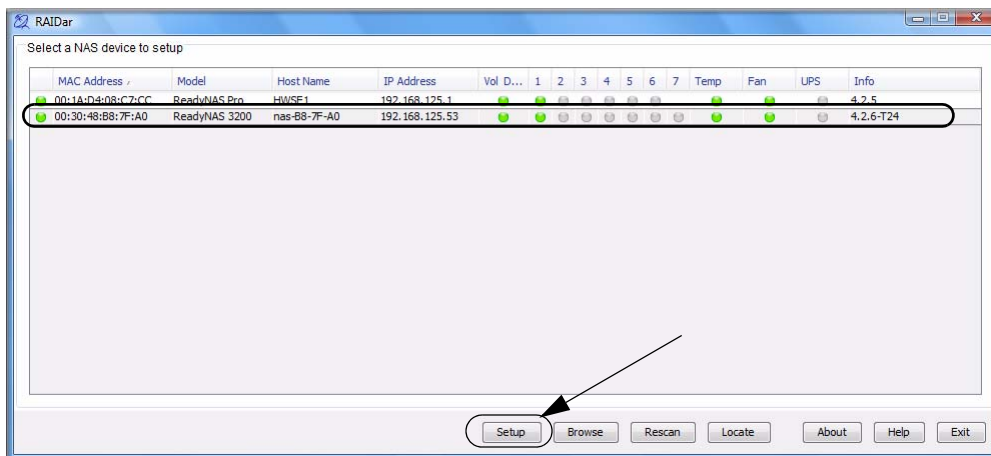 RAIDar
Select a NAS device to setup
MAC Address Model Host Name IP Address Vol D... 1 2 3 4 5 6 7 Temp Fan UPS Info
00:1A:D4:08:C7:CC ReadyNAS Pro HWSE1 192.168.125.1 4.2.5
00:30:48:B8:7F:A0 ReadyNAS 3200 nas-B8-7F-A0 192.168.125.53 4.2.6-T24
Setup Browse Rescan Locate About Help Exit